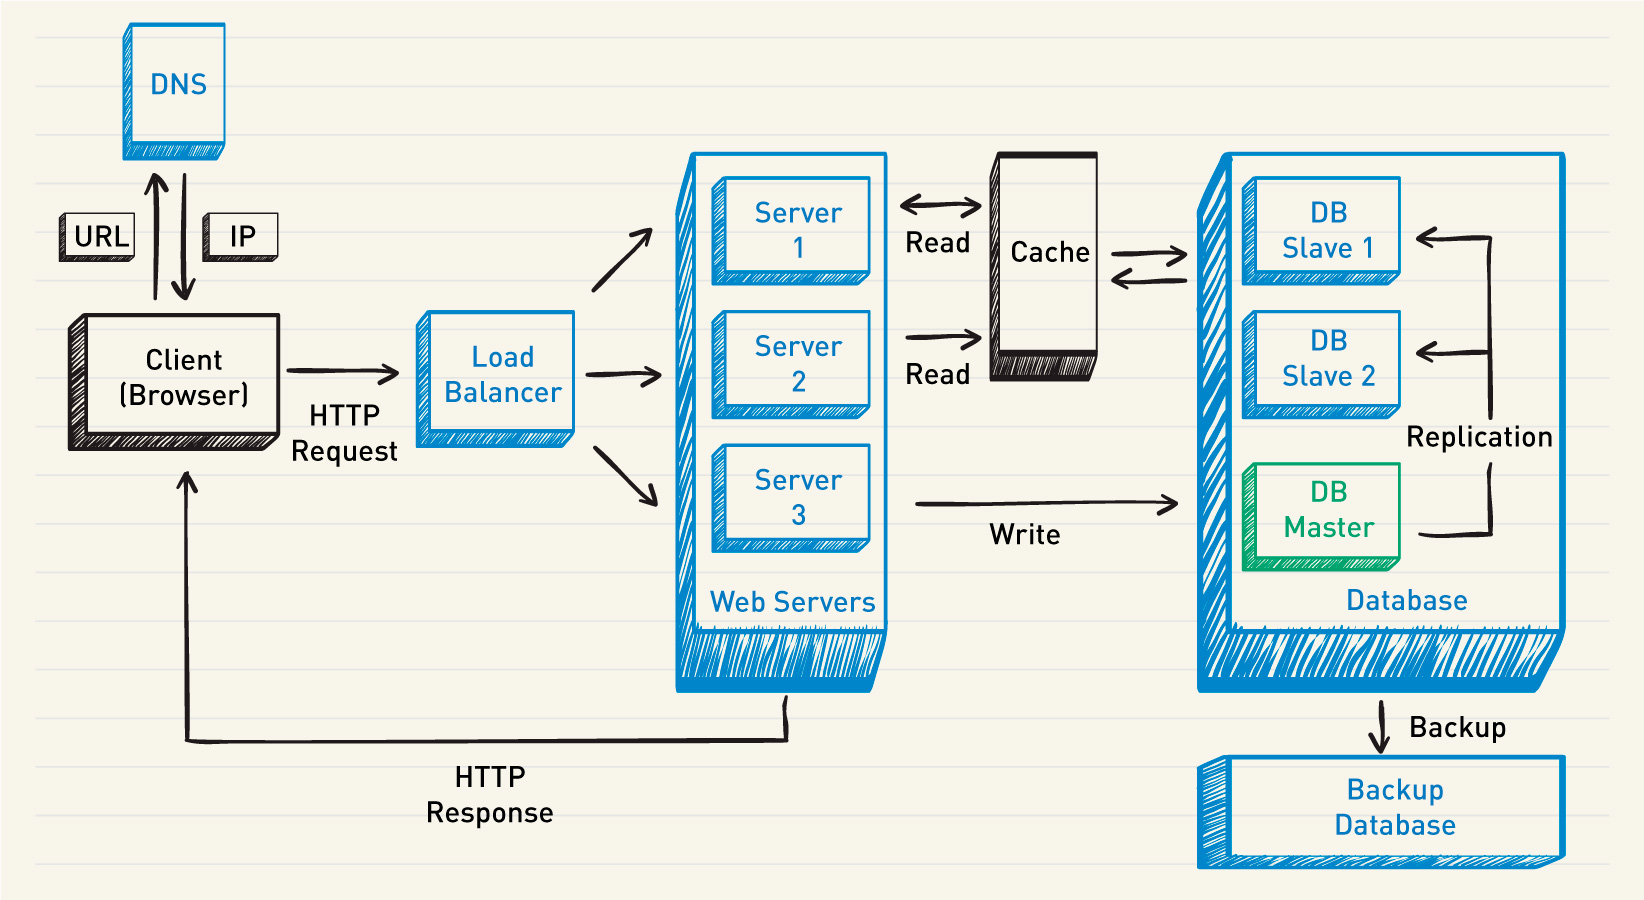 DNS
URL
IP
Client
(Browser)
HTTP
Request
Load
Balancer
Server
1
Server
2
Server
3
Web Servers
Read
Read
Cache
Write
DB
Slave 1
DB
Slave 2
Replication
DB
Master
Database
Backup
Backup
Database
HTTP
Response